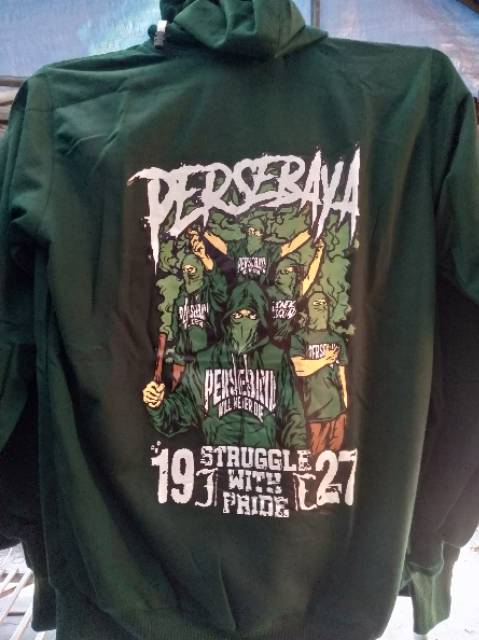 PERSEBAYA
PERSEBAYA
WILL NEVER DIE
19 STRUGGLE 27
WITH
PRIDE